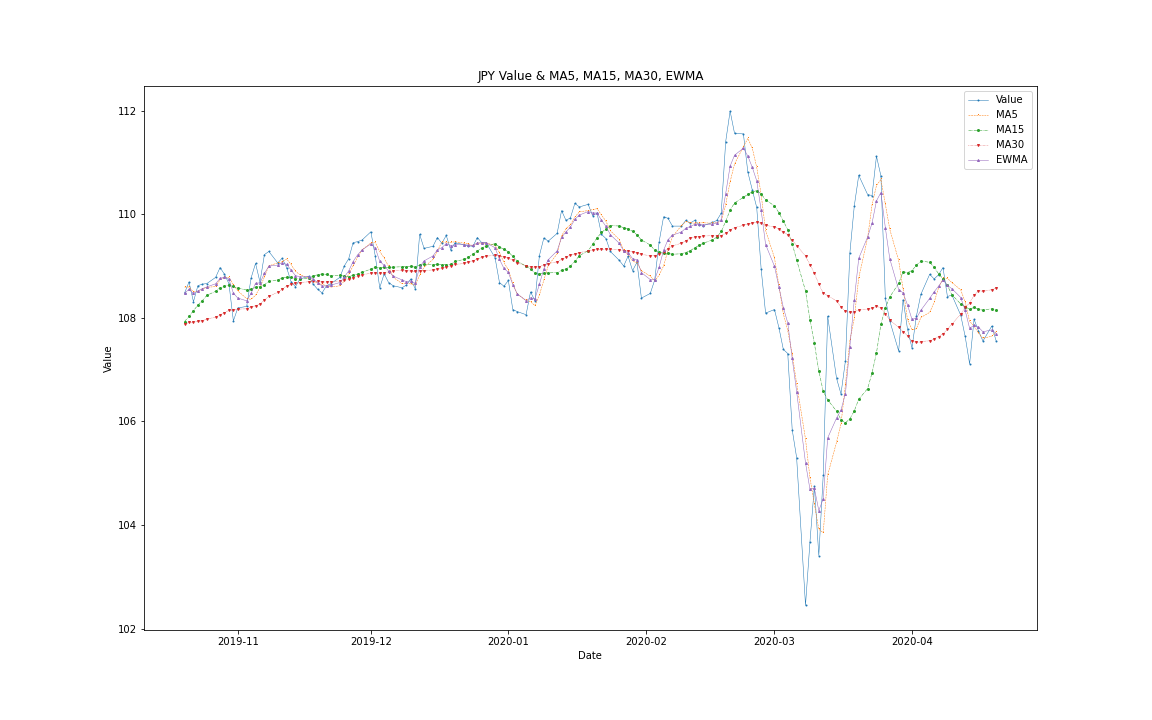 JPY Value & MA5, MA15, MA30, EWMA
Value
MA5
MA15
MA30
EWMA
112
110
108
106
104
102
Value
2019-11
2019-12
2020-01
2020-02
2020-03
2020-04
Date